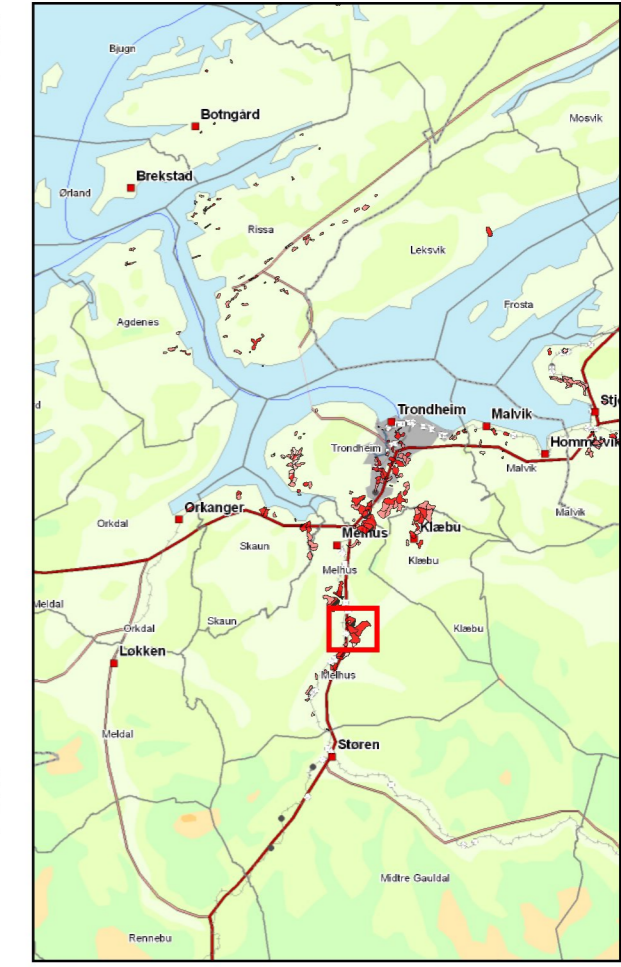 Bjugn
Botngård
Mosvik
Brekstad
Ørland
Rissa
Leksvik
Frosta
Agdenes
d
Stj
Trondheim
Malvik
Hommelvik
Trondheim
Malvik
Orkanger
Malvik
Orkdal
Klæbu
Melhus
Skaun
Klæbu
Melhus
Meldal
Skaun
Orkdal
Klæbu
Løkken
Melhus
Meldal
Støren
Midtre Gauldal
Rennebu